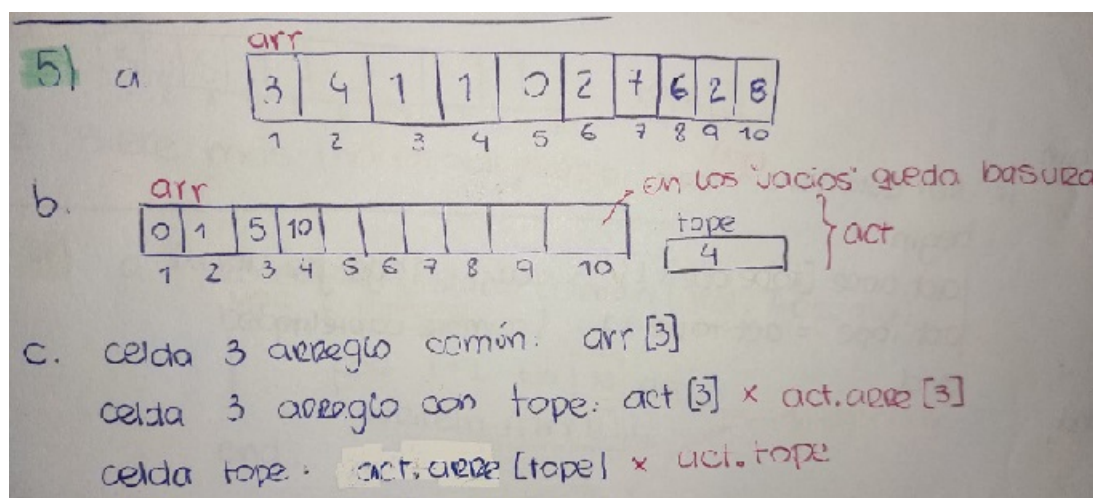 arr
5) a 3 4 1 1 0 2 7 6 2 8
1 2 3 4 5 6 7 8 9 10
arr en los "vacios" queda basura
b. 0 1 5 10 tope 4 act
1 2 3 4 5 6 7 8 9 10
c. celda 3 arreglo común: arr [3]
celda 3 arreglo con tope: act [3] x act.arre [3]
celda tope: act.arre [tope] x act.tope